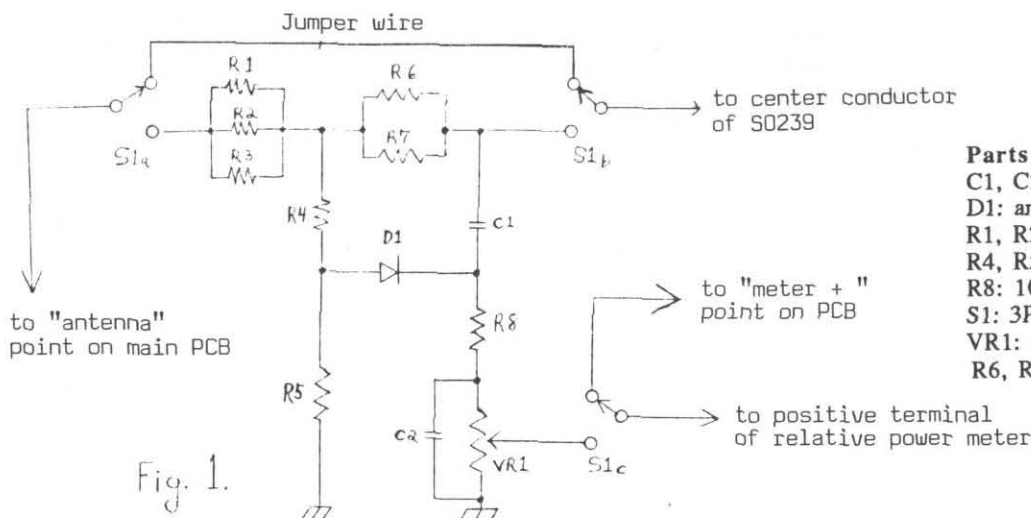 Jumper wire
R1
R2
R3
R6
R7
S1a
S1b
to center conductor
of SO239
R4
D1
C1
to "antenna"
point on main PCB
R8
to "meter + "
point on PCB
R5
C2
VR1
S1c
to positive terminal
of relative power meter
Fig. 1.
Parts
C1, C
D1: a
R1, R
R4, R
R8: 1
S1: 3P
VR1:
R6, R